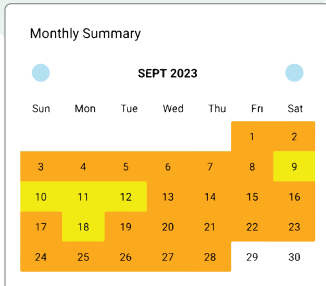 Monthly Summary
SEPT 2023
Sun Mon Tue Wed Thu Fri Sat
1 2
3 4 5 6 7 8 9
10 11 12 13 14 15 16
17 18 19 20 21 22 23
24 25 26 27 28 29 30